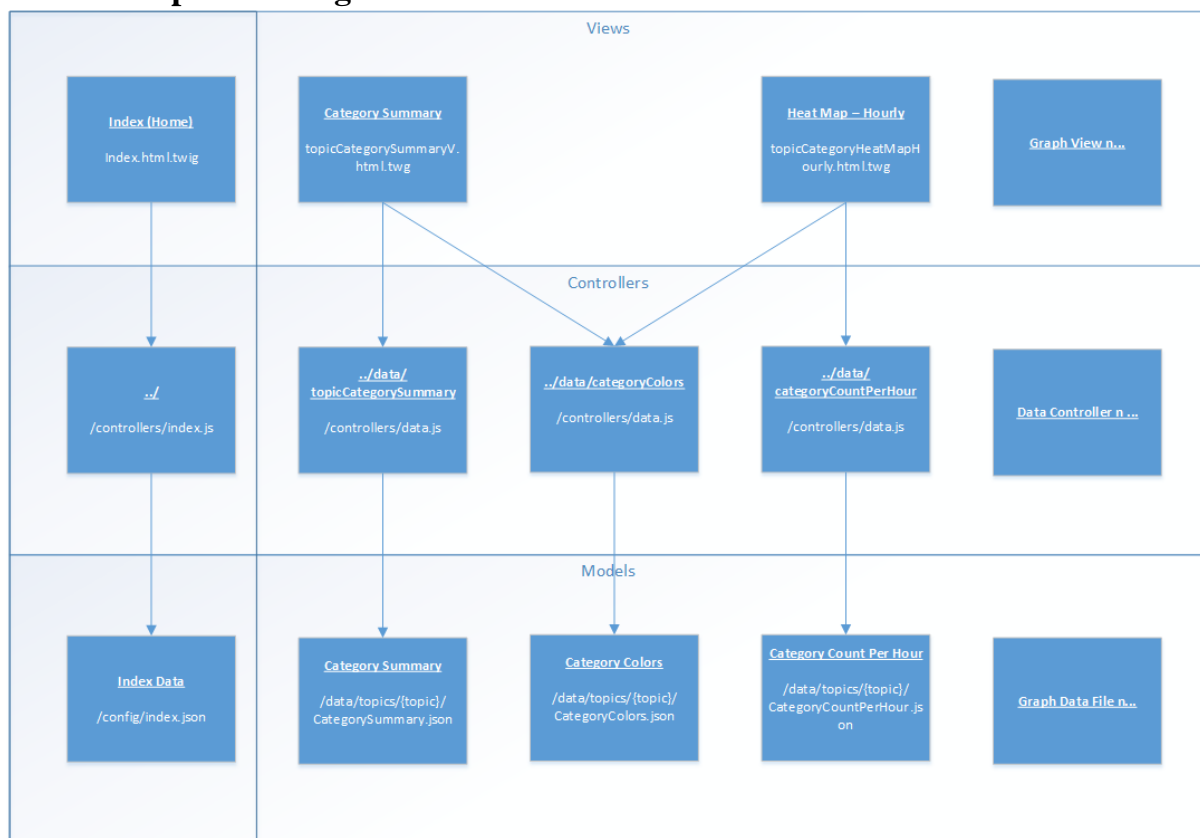 Views
Index (Home)
Index.html.twig
Category Summary
topicCategorySummaryV.
html.twg
Heat Map – Hourly
topicCategoryHeatMapH
ourly.html.twg
Graph View n...
Controllers
../
/controllers/index.js
../data/
topicCategorySummary
/controllers/data.js
../data/categoryColors
/controllers/data.js
../data/
categoryCountPerHour
/controllers/data.js
Data Controller n ...
Models
Index Data
/config/index.json
Category Summary
/data/topics/{topic}/
CategorySummary.json
Category Colors
/data/topics/{topic}/
CategoryColors.json
Category Count Per Hour
/data/topics/{topic}/
CategoryCountPerHour.js
on
Graph Data File n...